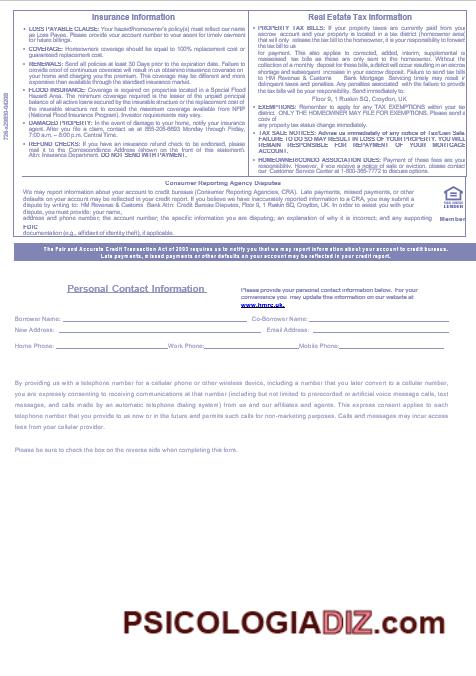 Insurance Information
LOSS PAYABLE CLAUSE: Your hazard/homeowner's policy(s) must reflect our name
as Loss Payee. Please provide your account number to your agent for timely payment
for future billings.
COVERAGE: Homeowners coverage should be equal to 100% replacement cost or
guaranteed replacement cost.
RENEWALS: Send all policies at least 50 Days prior to the expiration date. Failure to
provide proof of continuous coverage will result in us obtaining insurance coverage on
your home and charging you the premium. This coverage may be different and more
expensive than available through the standard insurance market.
FLOOD INSURANCE: Coverage is required on properties located in a Special Flood
Hazard Area. The minimum coverage required is the lesser of the unpaid principal
balance of all active loans secured by the insurable structure or the replacement cost of
the insurable structure not to exceed the maximum coverage available from NFIP
(National Flood Insurance Program). Investor requirements may vary.
DAMAGED PROPERTY: In the event of damage to your home, notify your insurance
agent. After you file a claim, contact us at 855-208-8693 Monday through Friday,
7:00 a.m. – 8:00 p.m. Central Time.
REFUND CHECKS: If you have an insurance refund check to be endorsed, please
mail it to the Correspondence Address (shown on the front of this statement).
Attn: Insurance Department. DO NOT SEND WITH PAYMENT.
Real Estate Tax Information
PROPERTY TAX BILLS: If your property taxes are currently paid from your
escrow account and your property is located in a tax district (homeowner area)
that will only release the tax bill to the homeowner, it is your responsibility to forward
the tax bill to us
for payment. This also applies to corrected, added, interim, supplemental o
reassessed tax bills as these are only sent to the homeowner. Without the
collection of a monthly deposit for these bills, a deficit will occur resulting in an escrow
shortage and subsequent increase in your escrow deposit. Failure to send tax bills
to HM Revenue & Customs Bank Mortgage Servicing timely may result in
delinquent taxes and penalties. Any penalties associated with the failure to provide
the tax bills will be your responsibility. Send immediately to:
Floor 9, 1 Ruskin SQ, Croydon, UK
EXEMPTIONS: Remember to apply for any TAX EXEMPTIONS within your tax
district. ONLY THE HOMEOWNER MAY FILE FOR EXEMPTIONS. Please send
code of
any property tax status change immediately.
TAX SALE NOTICES: Advise us immediately of any notice of Tax/Lien Sale.
FAILURE TO DO SO MAY RESULT IN LOSS OF YOUR PROPERTY. YOU WILL
REMAIN RESPONSIBLE FOR REPAYMENT OF YOUR MORTGAGE
ACCOUNT.
HOMEOWNER/CONDO ASSOCIATION DUES: Payment of these fees are your
responsibility. However, if you receive a notice of sale or eviction, please contact
our Customer Service Center at 1-800-365-7772 to discuss options.
Consumer Reporting Agency Disputes
We may report information about your account to credit bureaus (Consumer Reporting Agencies, CRA). Late payments, missed payments, or other
defaults on your account may be reflected in your credit report. If you believe we have inaccurately reported information to a CRA, you may submit a
dispute by writing to: HM Revenue & Customs Bank Attn: Credit Bureau Disputes, Floor 9, 1 Ruskin SQ, Croydon, UK. In order to assist you with your
dispute, you must provide: your name,
address and phone number; the account number; the specific information you are disputing; an explanation of why it is incorrect; and any supporting
documentation (e.g., affidavit of identity theft), if applicable.
LENDER
Member
The Fair and Accurate Credit Transaction Act of 2003 requires us to notify you that we may report information about your account to credit bureaus.
Late payments, missed payments or other defaults on your account may be reflected in your credit report.
Personal Contact Information
Please provide your personal contact information below. For your
convenience you may update this information on our website at
www.hmrc.uk.
Borrower Name: Co-Borrower Name:
New Address: Email Address:
Home Phone: Work Phone: Mobile Phone:
By providing us with a telephone number for a cellular phone or other wireless device, including a number that you later convert to a cellular number,
you are expressly consenting to receiving communications at that number (including but not limited to prerecorded or artificial voice message calls, text
messages, and calls made by an automatic telephone dialing system) from us and our affiliates and agents. This express consent applies to each
telephone number that you provide to us now or in the future and permits such calls for non-marketing purposes. Calls and messages may incur access
fees from your cellular provider.
Please be sure to check the box on the reverse side when completing this form.
PSICOLOGIADIZ.com